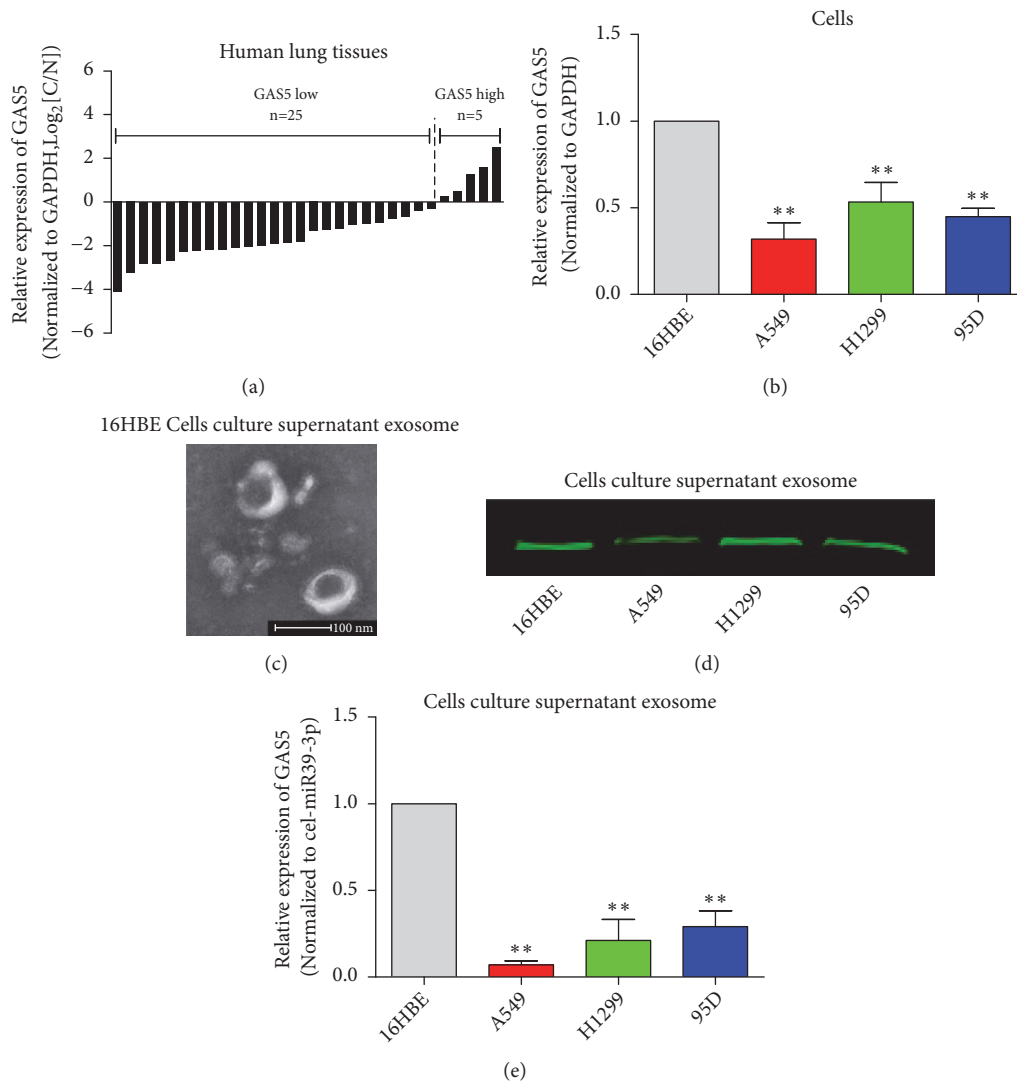 Human lung tissues
Relative expression of GAS5
(Normalized to GAPDH,Log₂[C/N])
6
4
2
0
−2
−4
−6
GAS5 low
n=25
GAS5 high
n=5
(a)
Cells
Relative expression of GAS5
(Normalized to GAPDH)
1.5
1.0
0.5
0.0
**
**
**
16HBE
A549
H1299
95D
(b)
16HBE Cells culture supernatant exosome
100 nm
(c)
Cells culture supernatant exosome
16HBE
A549
H1299
95D
(d)
Cells culture supernatant exosome
Relative expression of GAS5
(Normalized to cel-miR39-3p)
1.5
1.0
0.5
0.0
**
**
**
16HBE
A549
H1299
95D
(e)